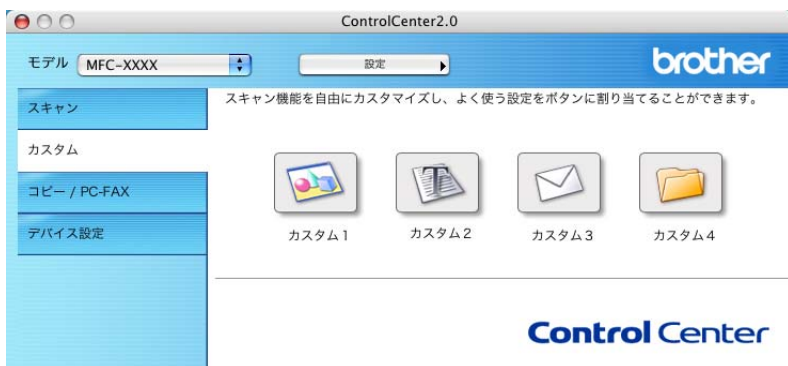 ControlCenter2.0
モデル MFC-XXXX 設定 brother
スキャン
カスタム
コピー / PC-FAX
デバイス設定
スキャン機能を自由にカスタマイズし、よく使う設定をボタンに割り当てることができます。
カスタム1 カスタム2 カスタム3 カスタム4
Control Center